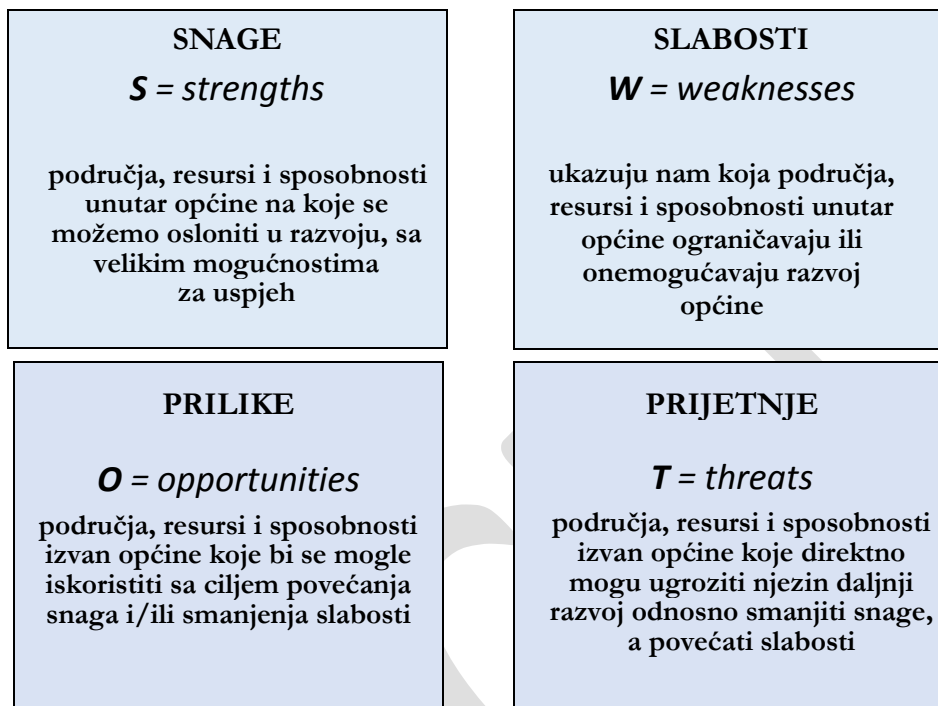 SNAGE
S = strengths
područja, resursi i sposobnosti
unutar općine na koje se
možemo osloniti u razvoju, sa
velikim mogućnostima
za uspjeh
SLABOSTI
W = weaknesses
ukazuju nam koja područja,
resursi i sposobnosti unutar
općine ograničavaju ili
onemogućavaju razvoj
općine
PRILIKE
O = opportunities
područja, resursi i sposobnosti
izvan općine koje bi se mogle
iskoristiti sa ciljem povećanja
snaga i/ili smanjenja slabosti
PRIJETNJE
T = threats
područja, resursi i sposobnosti
izvan općine koje direktno
mogu ugroziti njezin daljnji
razvoj odnosno smanjiti snage,
a povećati slabosti